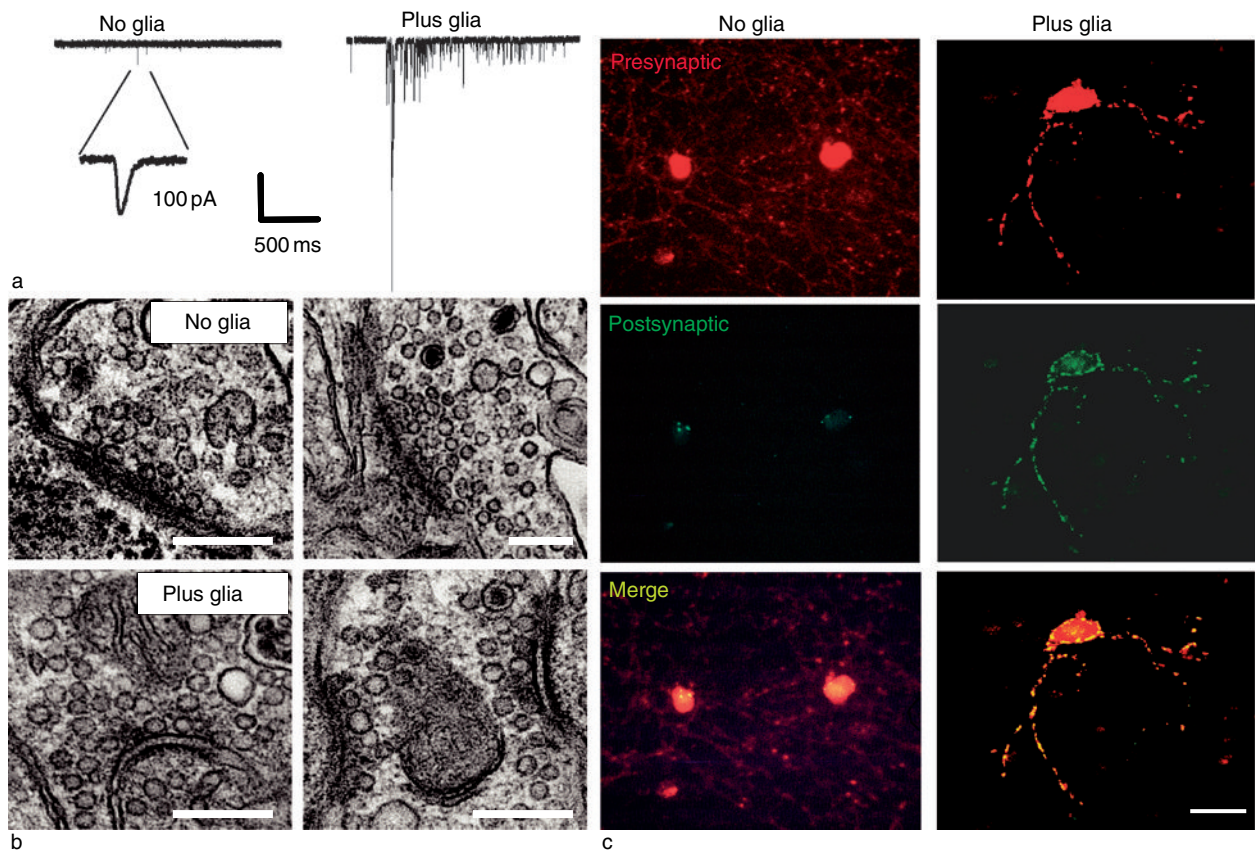 No glia
Plus glia
100 pA
500 ms
a
No glia
Plus glia
b
No glia
Plus glia
Presynaptic
Postsynaptic
Merge
c